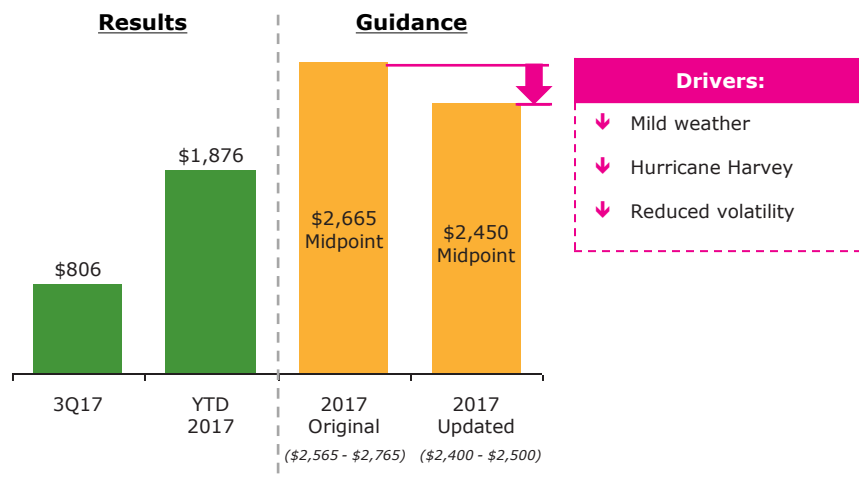 Results
Guidance
Drivers:
Mild weather
Hurricane Harvey
Reduced volatility
$806
$1,876
$2,665
Midpoint
$2,450
Midpoint
3Q17
YTD
2017
2017
Original
($2,565 - $2,765)
2017
Updated
($2,400 - $2,500)